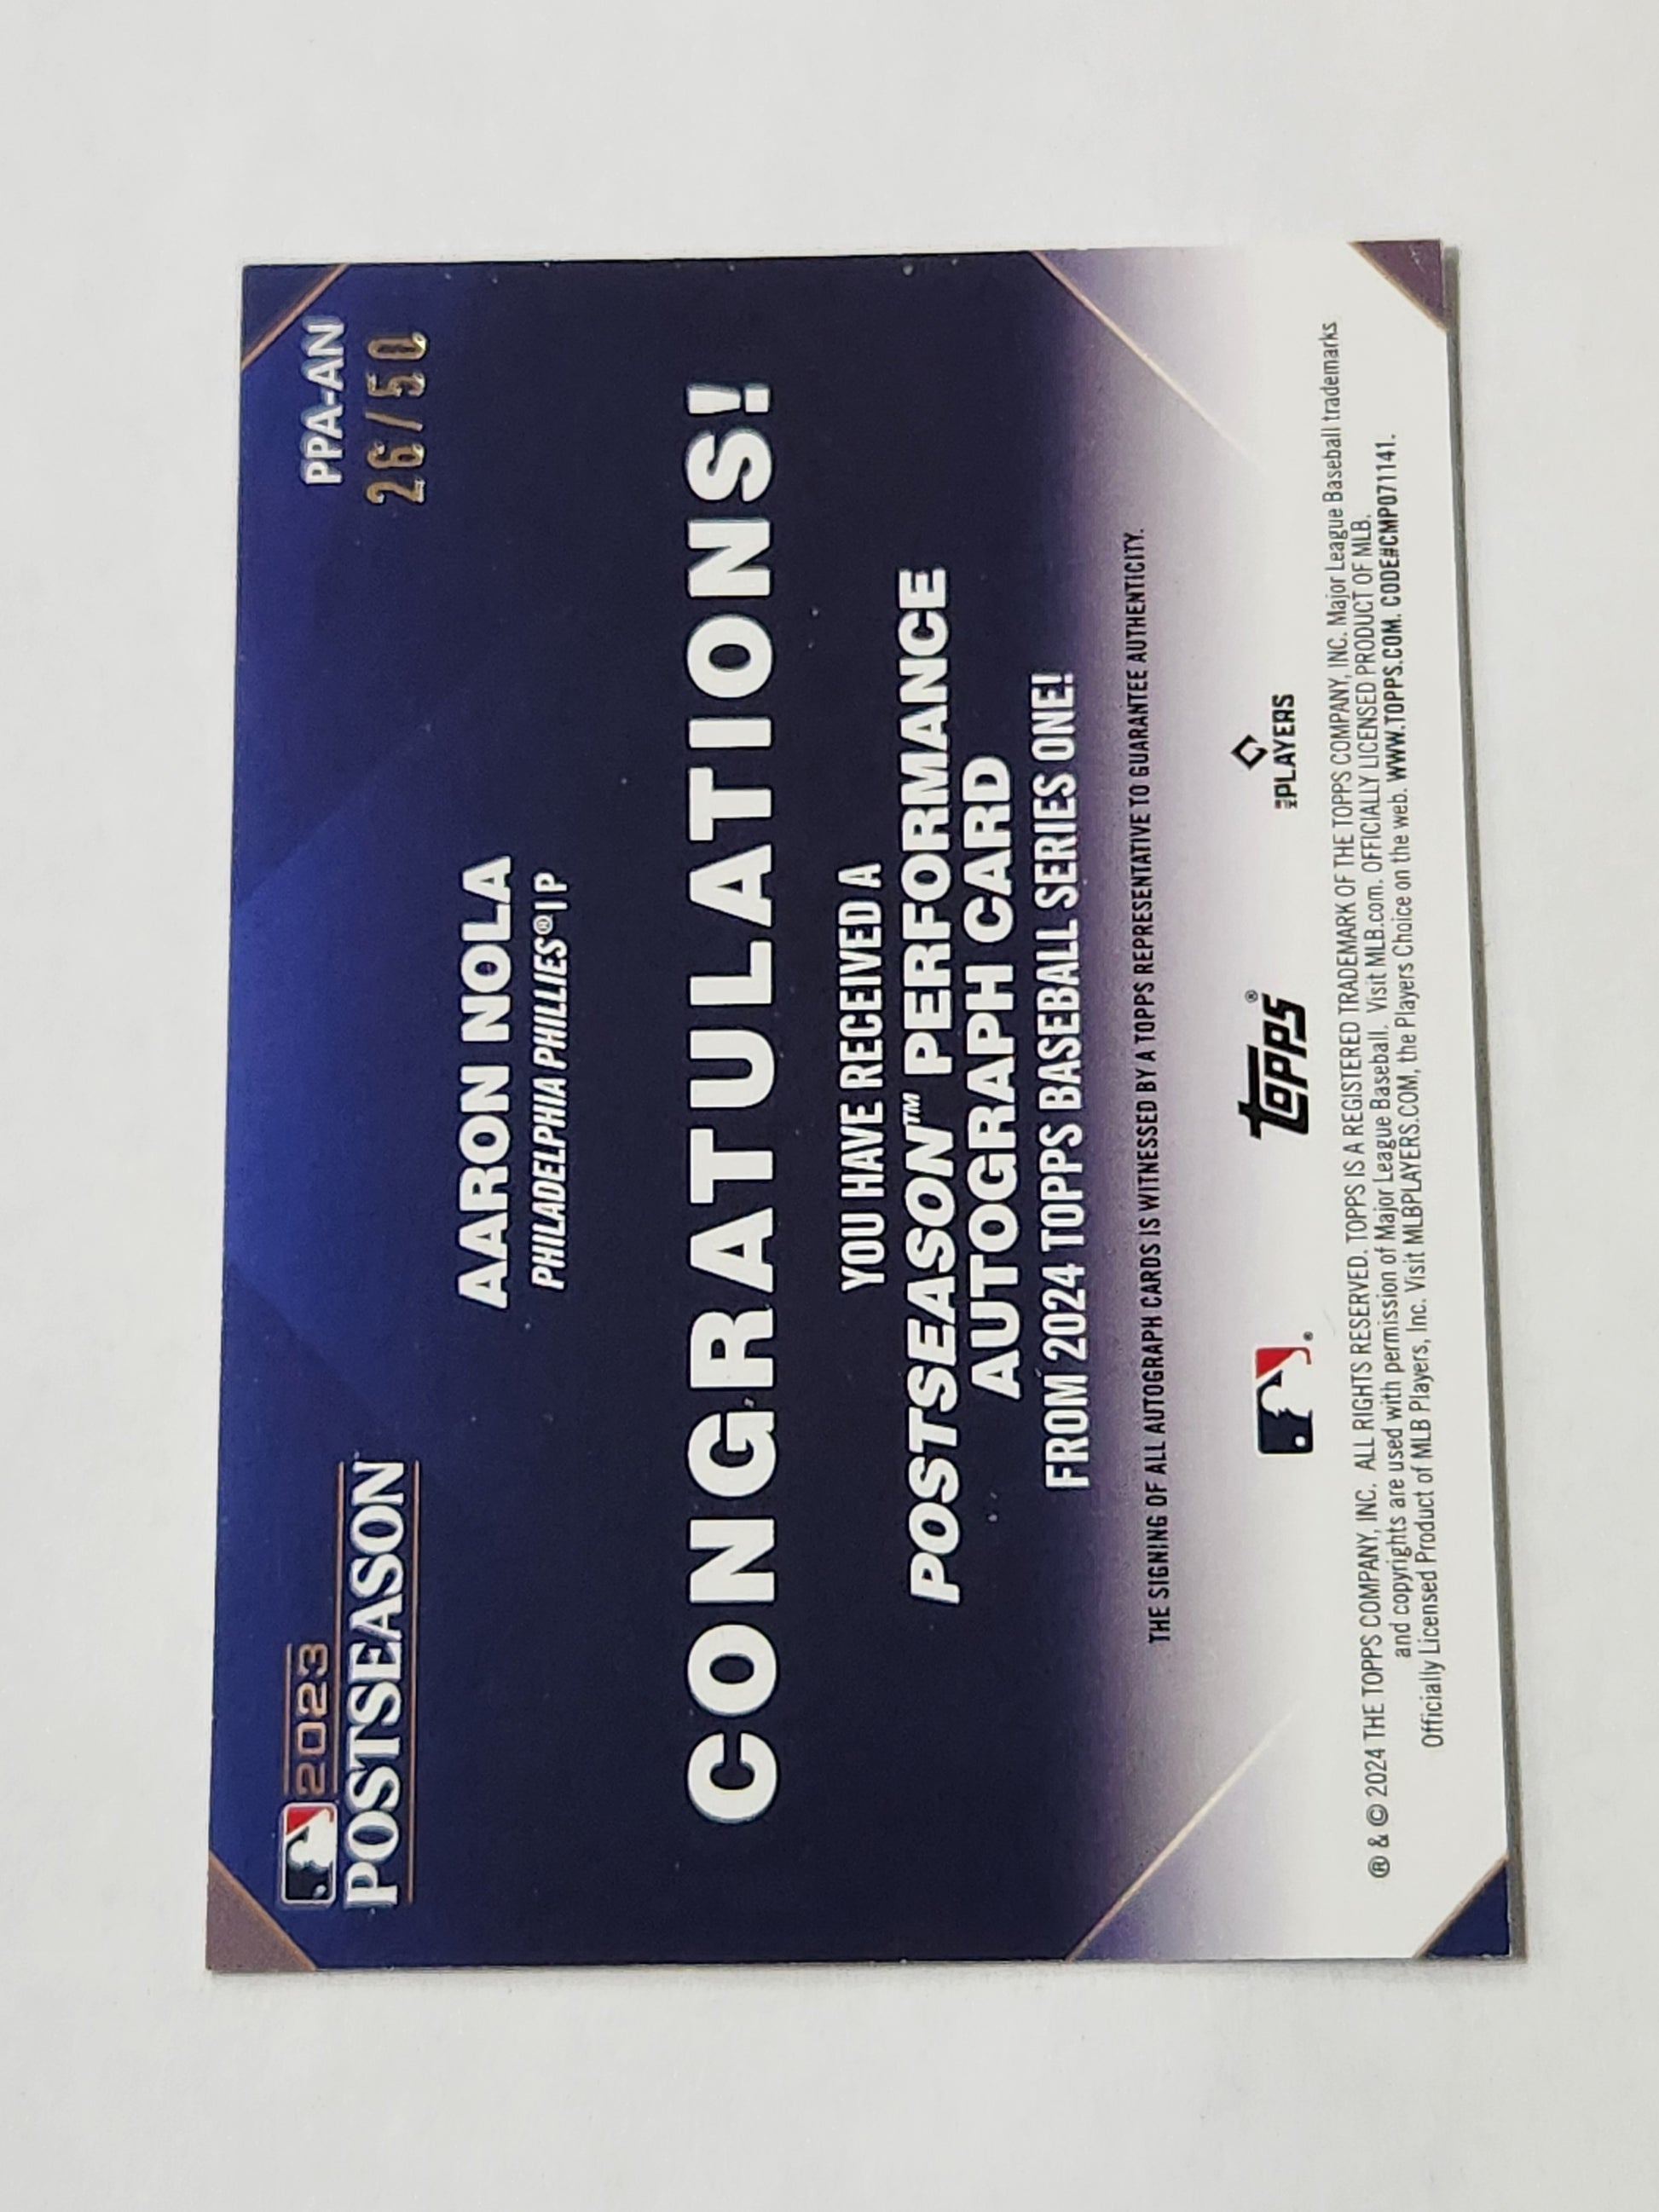 2023
POSTSEASON
PPA-AN
26/50
AARON NOLA
PHILADELPHIA PHILLIES® | P
CONGRATULATIONS!
YOU HAVE RECEIVED A
POSTSEASON™ PERFORMANCE
AUTOGRAPH CARD
FROM 2024 TOPPS BASEBALL SERIES ONE!
THE SIGNING OF ALL AUTOGRAPH CARDS IS WITNESSED BY A TOPPS REPRESENTATIVE TO GUARANTEE AUTHENTICITY.
® topps® THE PLAYERS
® & © 2024 THE TOPPS COMPANY, INC. ALL RIGHTS RESERVED. TOPPS IS A REGISTERED TRADEMARK OF THE TOPPS COMPANY, INC. Major League Baseball trademarks
and copyrights are used with permission of Major League Baseball. Visit MLB.com. OFFICIALLY LICENSED PRODUCT OF MLB.
Officially Licensed Product of MLB Players, Inc. Visit MLBPLAYERS.COM, the Players Choice on the web. WWW.TOPPS.COM. CODE#CMP071141.